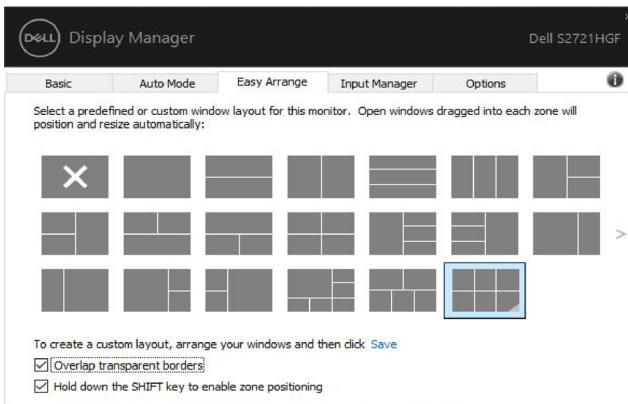 DELL Display Manager Dell S2721HGF
Basic Auto Mode Easy Arrange Input Manager Options
Select a predefined or custom window layout for this monitor. Open windows dragged into each zone will
position and resize automatically:
To create a custom layout, arrange your windows and then click Save
Overlap transparent borders
Hold down the SHIFT key to enable zone positioning